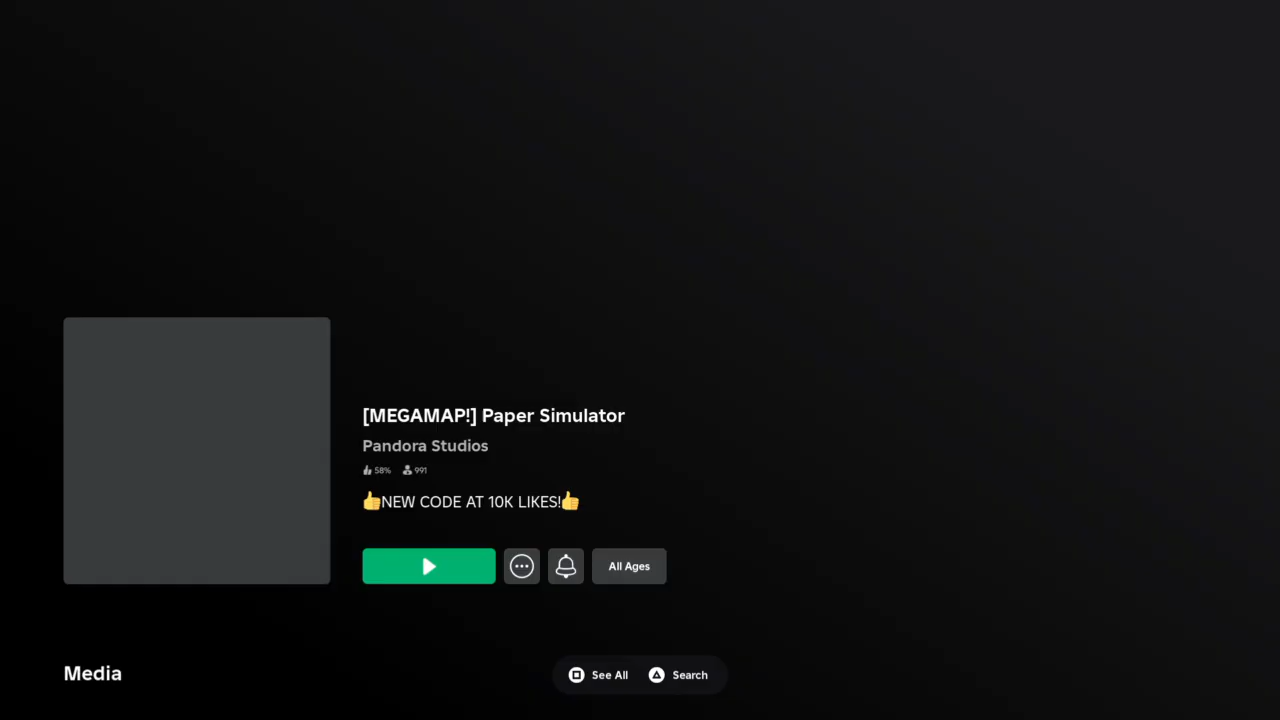 [MEGAMAP!] Paper Simulator
Pandora Studios
58% 991
👍NEW CODE AT 10K LIKES!👍
All Ages
Media
See All Search